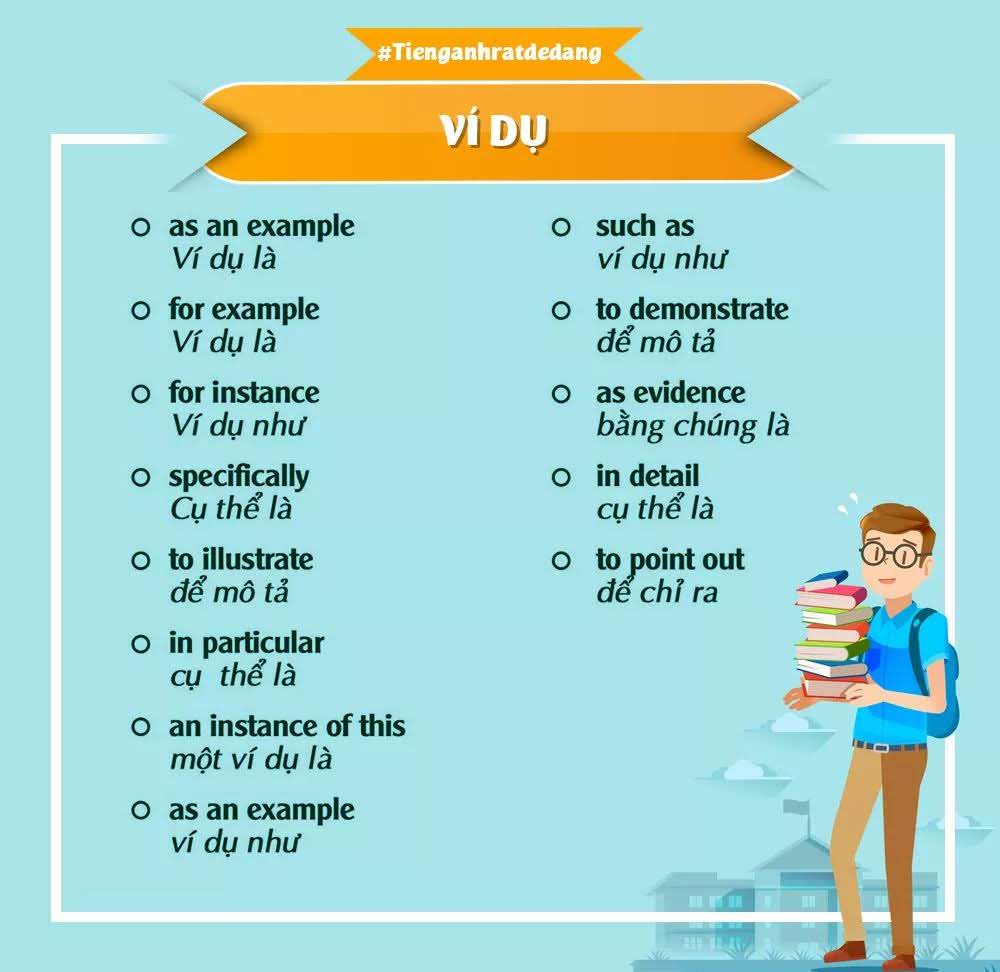 #Tienganhratdedang
VÍ DỤ
as an example
Ví dụ là
for example
Ví dụ là
for instance
Ví dụ như
specifically
Cụ thể là
to illustrate
để mô tả
in particular
cụ thể là
an instance of this
một ví dụ là
as an example
ví dụ như
such as
ví dụ như
to demonstrate
để mô tả
as evidence
bằng chúng là
in detail
cụ thể là
to point out
để chỉ ra